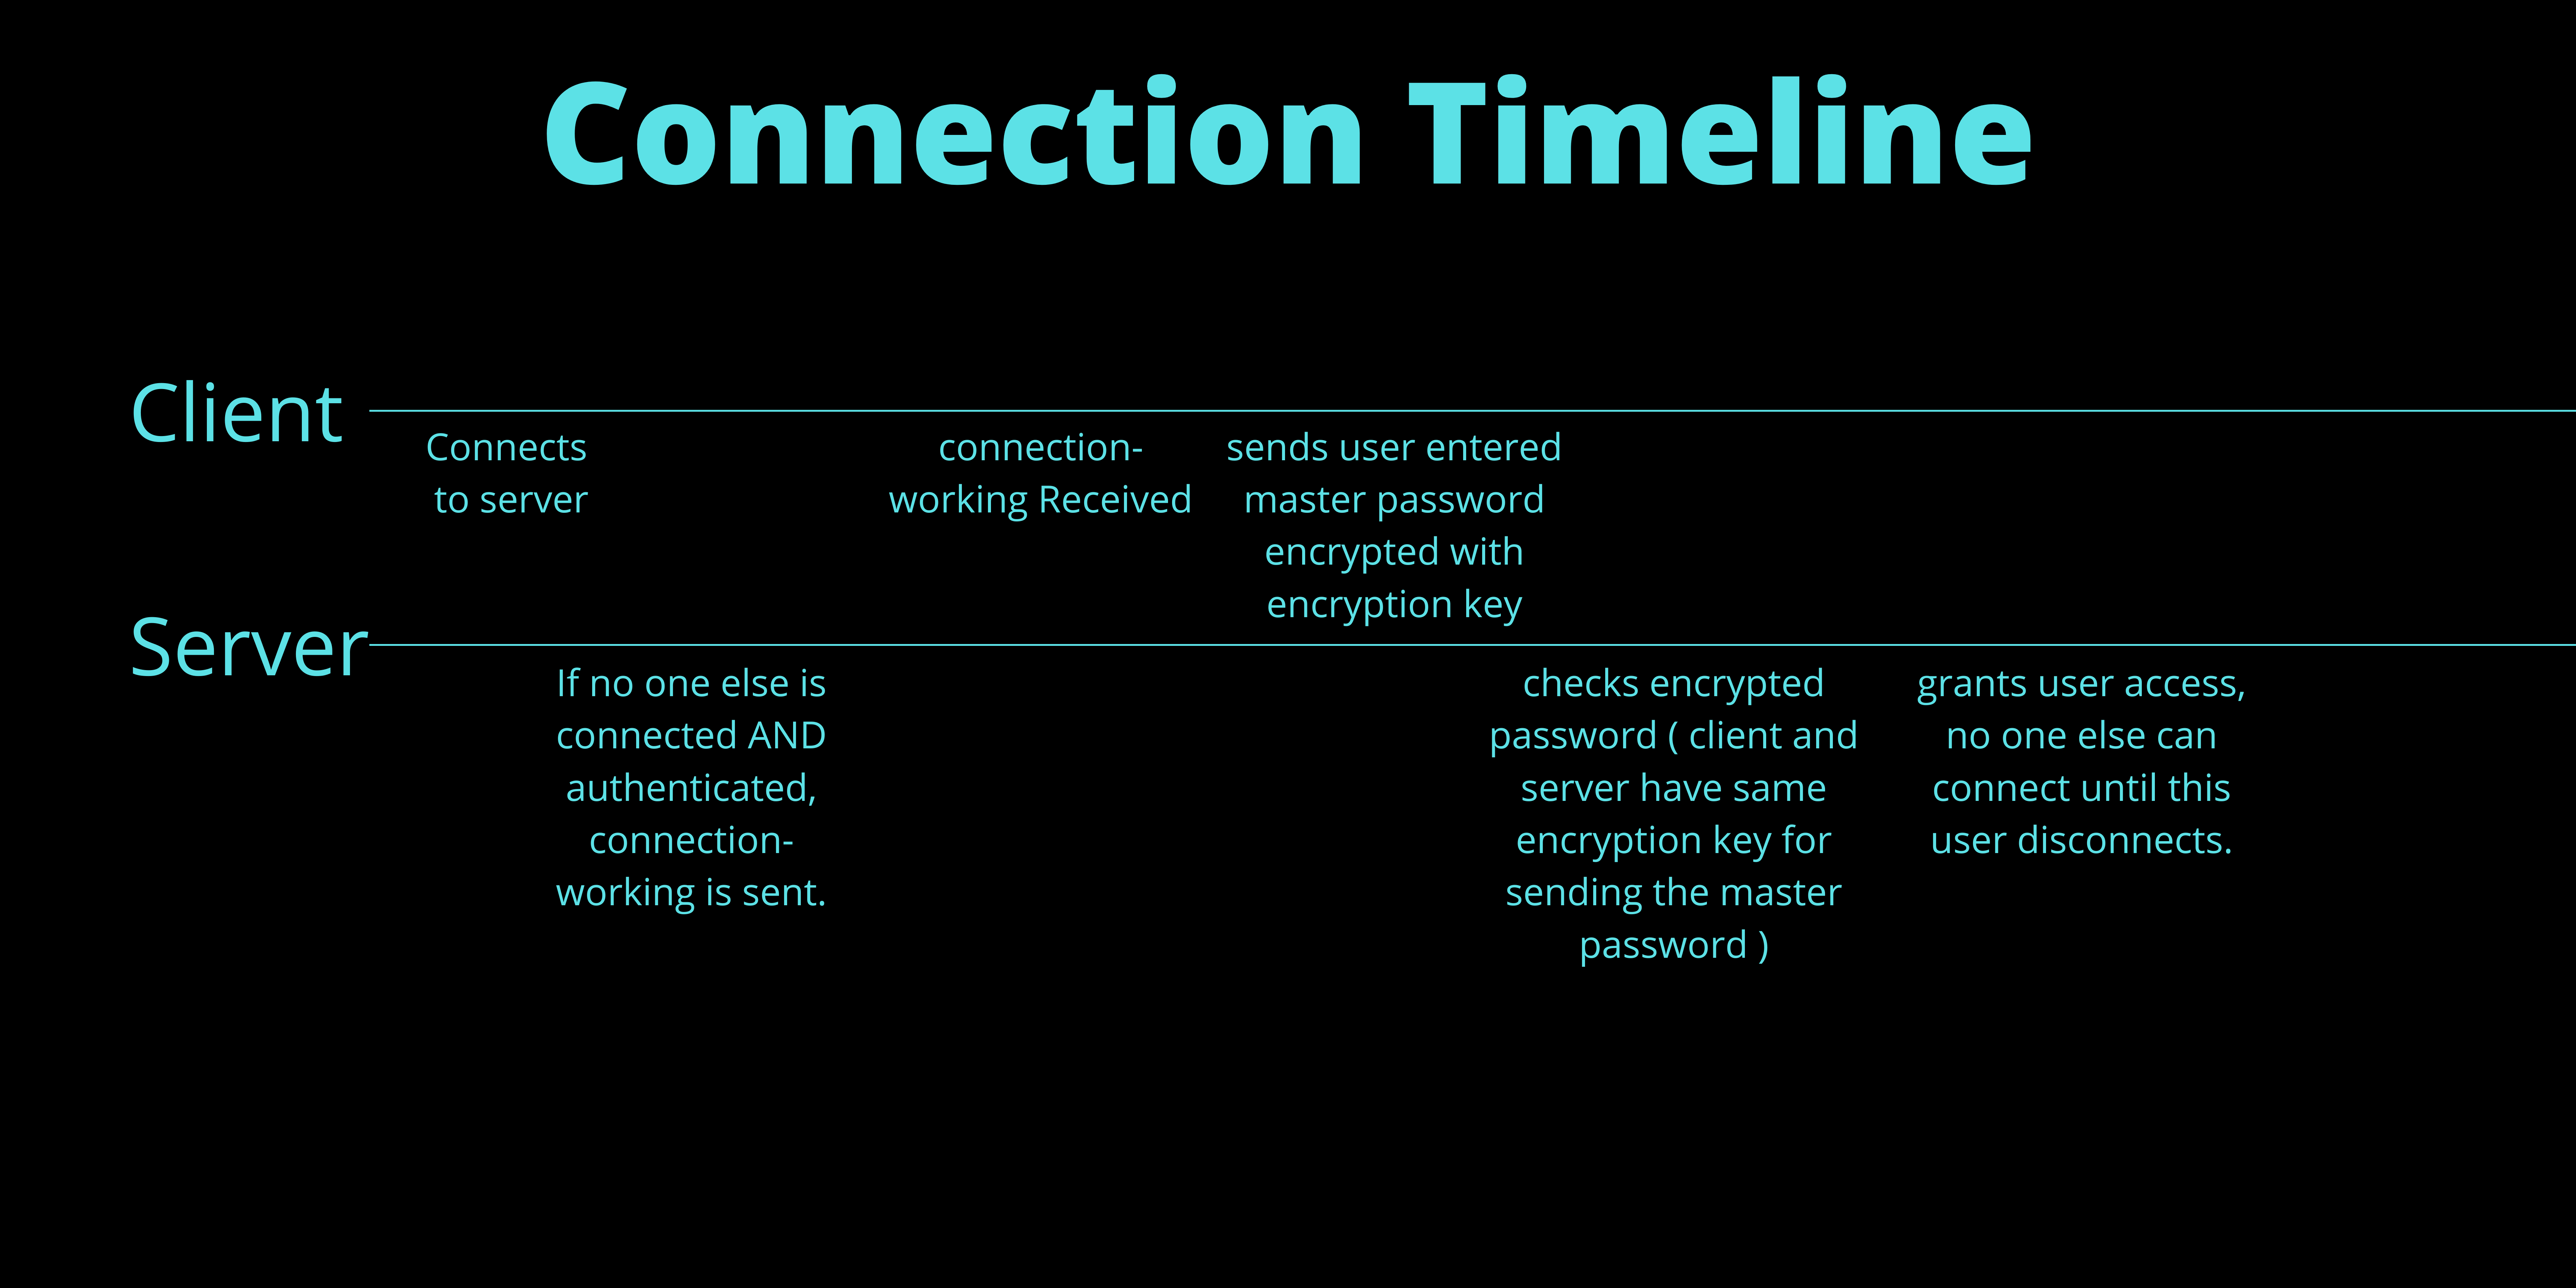 Connection Timeline
Client
Connects
to server
connection-
working Received
sends user entered
master password
encrypted with
encryption key
Server
If no one else is
connected AND
authenticated,
connection-
working is sent.
checks encrypted
password ( client and
server have same
encryption key for
sending the master
password )
grants user access,
no one else can
connect until this
user disconnects.